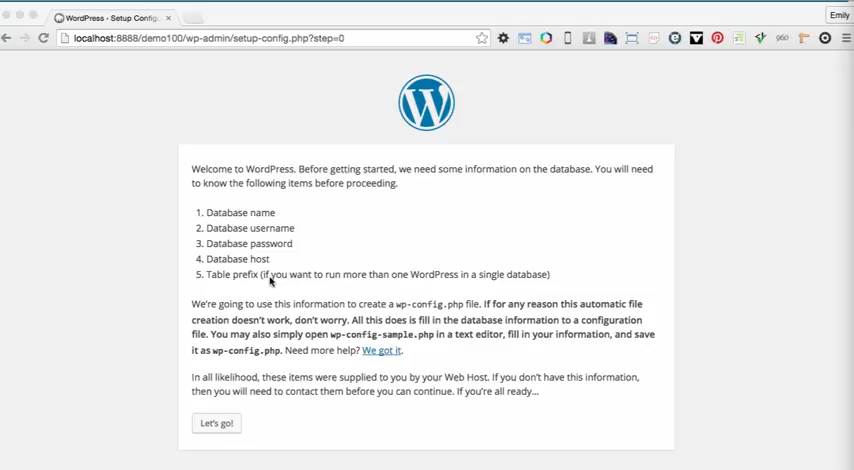 WordPress › Setup Config.
Emily
localhost:8888/demo100/wp-admin/setup-config.php?step=0
Welcome to WordPress. Before getting started, we need some information on the database. You will need
to know the following items before proceeding.
1. Database name
2. Database username
3. Database password
4. Database host
5. Table prefix (if you want to run more than one WordPress in a single database)
We're going to use this information to create a wp-config.php file. If for any reason this automatic file
creation doesn't work, don't worry. All this does is fill in the database information to a configuration
file. You may also simply open wp-config-sample.php in a text editor, fill in your information, and save
it as wp-config.php. Need more help? We got it.
In all likelihood, these items were supplied to you by your Web Host. If you don't have this information,
then you will need to contact them before you can continue. If you're all ready…
Let's go!